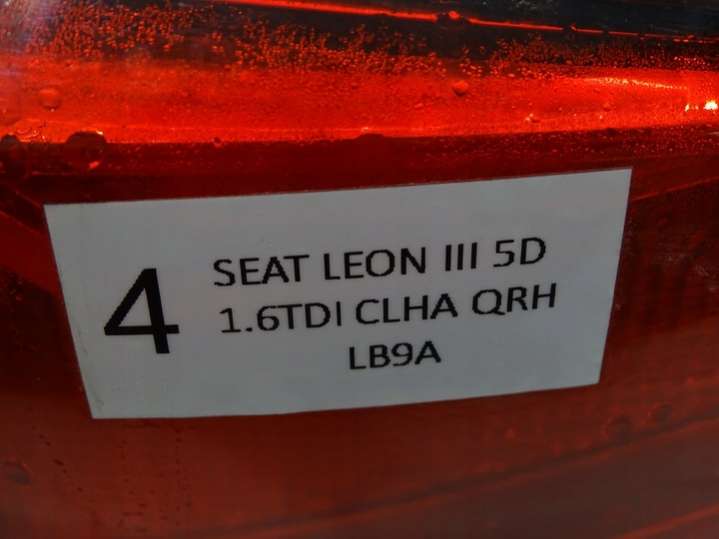 4
SEAT LEON III 5D
1.6TDI CLHA QRH
LB9A